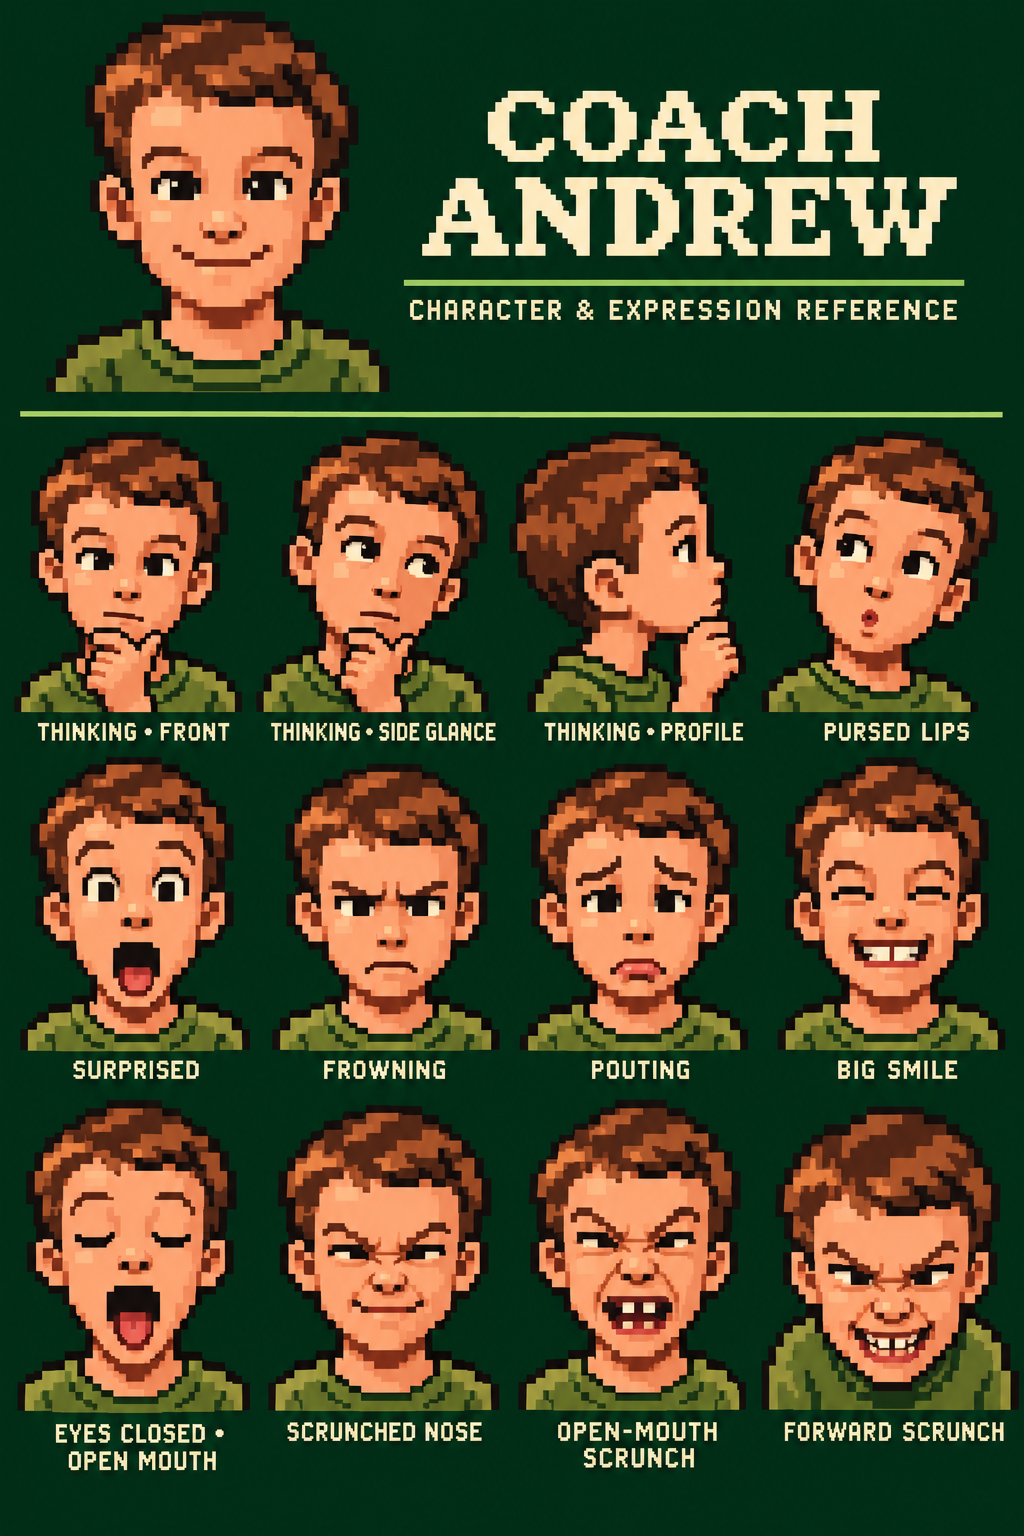 COACH
ANDREW
CHARACTER & EXPRESSION REFERENCE
THINKING • FRONT
THINKING • SIDE GLANCE
THINKING • PROFILE
PURSED LIPS
SURPRISED
FROWNING
POUTING
BIG SMILE
EYES CLOSED •
OPEN MOUTH
SCRUNCHED NOSE
OPEN-MOUTH
SCRUNCH
FORWARD SCRUNCH